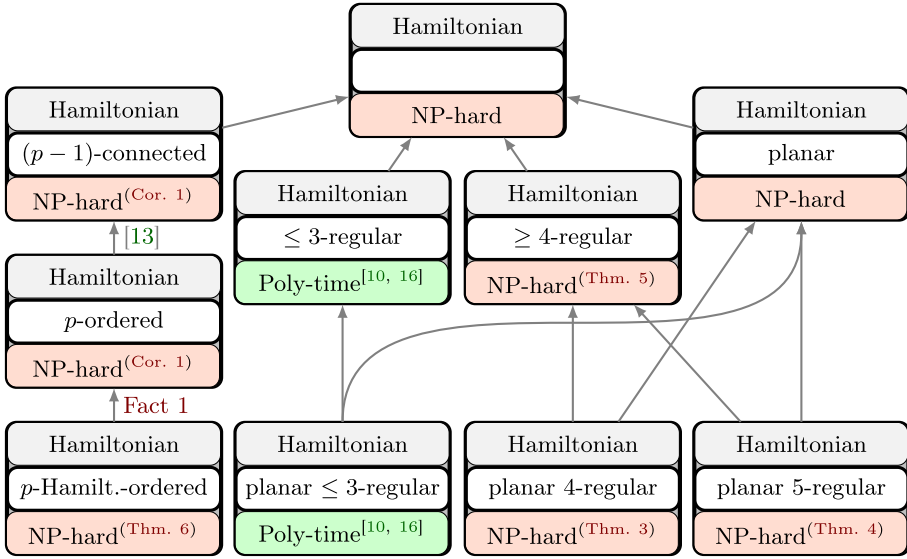 Hamiltonian
NP-hard
Hamiltonian
(p − 1)-connected
NP-hard(Cor. 1)
Hamiltonian
planar
NP-hard
Hamiltonian
≤ 3-regular
Poly-time[10, 16]
Hamiltonian
≥ 4-regular
NP-hard(Thm. 5)
[13]
Hamiltonian
p-ordered
NP-hard(Cor. 1)
Fact 1
Hamiltonian
p-Hamilt.-ordered
NP-hard(Thm. 6)
Hamiltonian
planar ≤ 3-regular
Poly-time[10, 16]
Hamiltonian
planar 4-regular
NP-hard(Thm. 3)
Hamiltonian
planar 5-regular
NP-hard(Thm. 4)